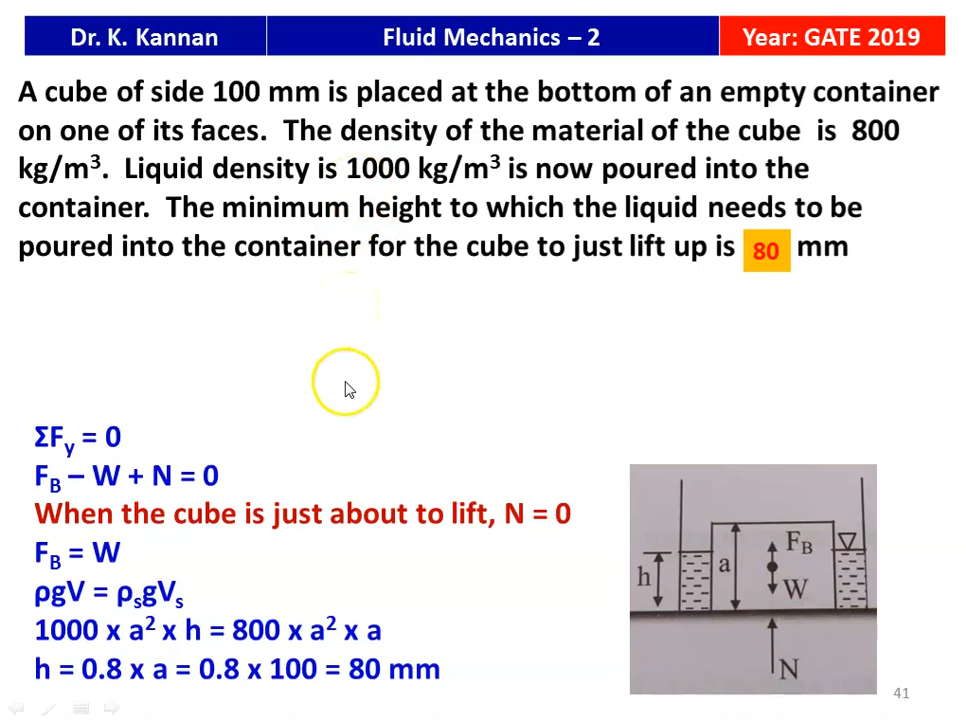 Dr. K. Kannan
Fluid Mechanics – 2
Year: GATE 2019
A cube of side 100 mm is placed at the bottom of an empty container
on one of its faces. The density of the material of the cube is 800
kg/m³. Liquid density is 1000 kg/m³ is now poured into the
container. The minimum height to which the liquid needs to be
poured into the container for the cube to just lift up is 80 mm
ΣFy = 0
FB – W + N = 0
When the cube is just about to lift, N = 0
FB = W
ρgV = ρsgVs
1000 x a² x h = 800 x a² x a
h = 0.8 x a = 0.8 x 100 = 80 mm
h
a
FB
W
N
41